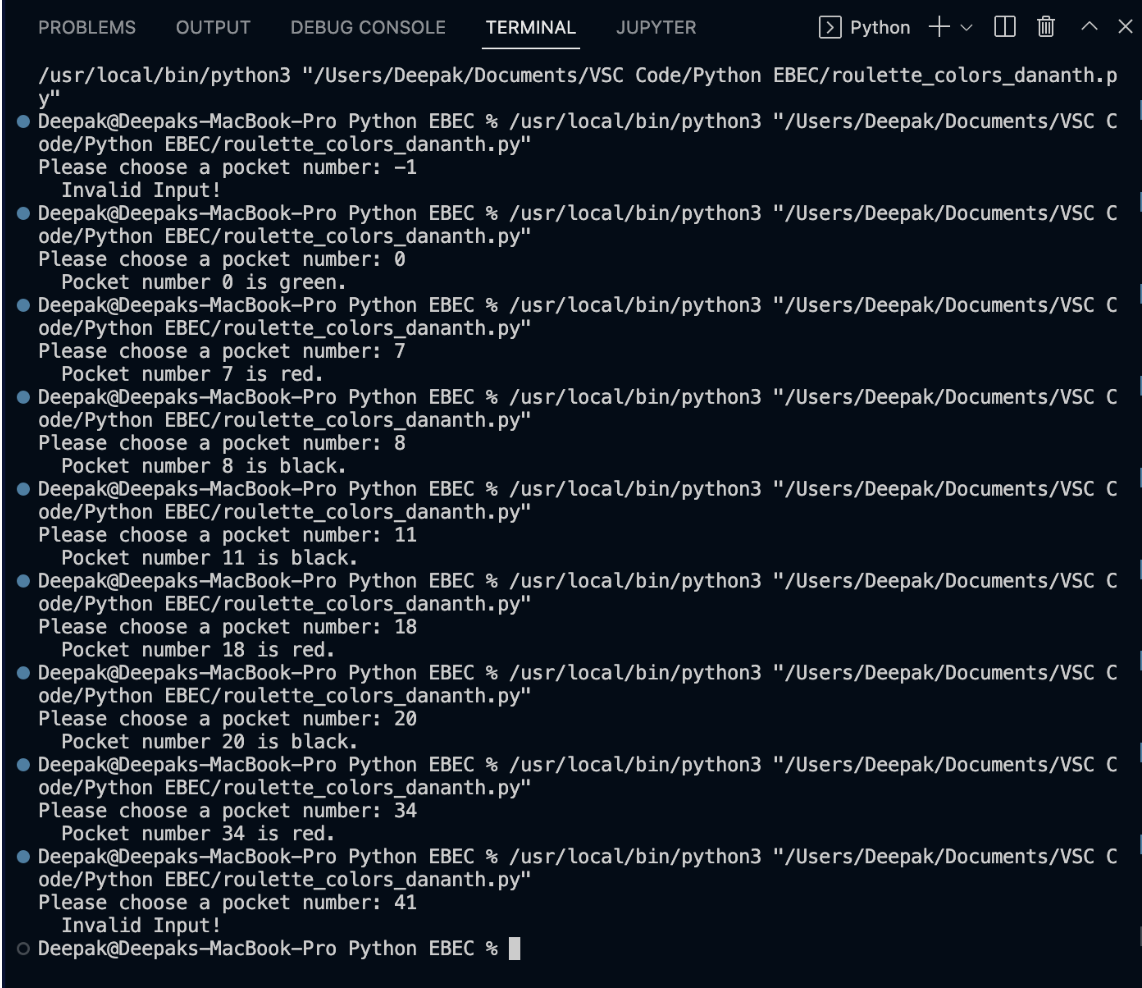 PROBLEMS OUTPUT DEBUG CONSOLE TERMINAL JUPYTER Python
/usr/local/bin/python3 "/Users/Deepak/Documents/VSC Code/Python EBEC/roulette_colors_dananth.p
y"
Deepak@Deepaks-MacBook-Pro Python EBEC % /usr/local/bin/python3 "/Users/Deepak/Documents/VSC C
ode/Python EBEC/roulette_colors_dananth.py"
Please choose a pocket number: -1
  Invalid Input!
Deepak@Deepaks-MacBook-Pro Python EBEC % /usr/local/bin/python3 "/Users/Deepak/Documents/VSC C
ode/Python EBEC/roulette_colors_dananth.py"
Please choose a pocket number: 0
  Pocket number 0 is green.
Deepak@Deepaks-MacBook-Pro Python EBEC % /usr/local/bin/python3 "/Users/Deepak/Documents/VSC C
ode/Python EBEC/roulette_colors_dananth.py"
Please choose a pocket number: 7
  Pocket number 7 is red.
Deepak@Deepaks-MacBook-Pro Python EBEC % /usr/local/bin/python3 "/Users/Deepak/Documents/VSC C
ode/Python EBEC/roulette_colors_dananth.py"
Please choose a pocket number: 8
  Pocket number 8 is black.
Deepak@Deepaks-MacBook-Pro Python EBEC % /usr/local/bin/python3 "/Users/Deepak/Documents/VSC C
ode/Python EBEC/roulette_colors_dananth.py"
Please choose a pocket number: 11
  Pocket number 11 is black.
Deepak@Deepaks-MacBook-Pro Python EBEC % /usr/local/bin/python3 "/Users/Deepak/Documents/VSC C
ode/Python EBEC/roulette_colors_dananth.py"
Please choose a pocket number: 18
  Pocket number 18 is red.
Deepak@Deepaks-MacBook-Pro Python EBEC % /usr/local/bin/python3 "/Users/Deepak/Documents/VSC C
ode/Python EBEC/roulette_colors_dananth.py"
Please choose a pocket number: 20
  Pocket number 20 is black.
Deepak@Deepaks-MacBook-Pro Python EBEC % /usr/local/bin/python3 "/Users/Deepak/Documents/VSC C
ode/Python EBEC/roulette_colors_dananth.py"
Please choose a pocket number: 34
  Pocket number 34 is red.
Deepak@Deepaks-MacBook-Pro Python EBEC % /usr/local/bin/python3 "/Users/Deepak/Documents/VSC C
ode/Python EBEC/roulette_colors_dananth.py"
Please choose a pocket number: 41
  Invalid Input!
Deepak@Deepaks-MacBook-Pro Python EBEC %